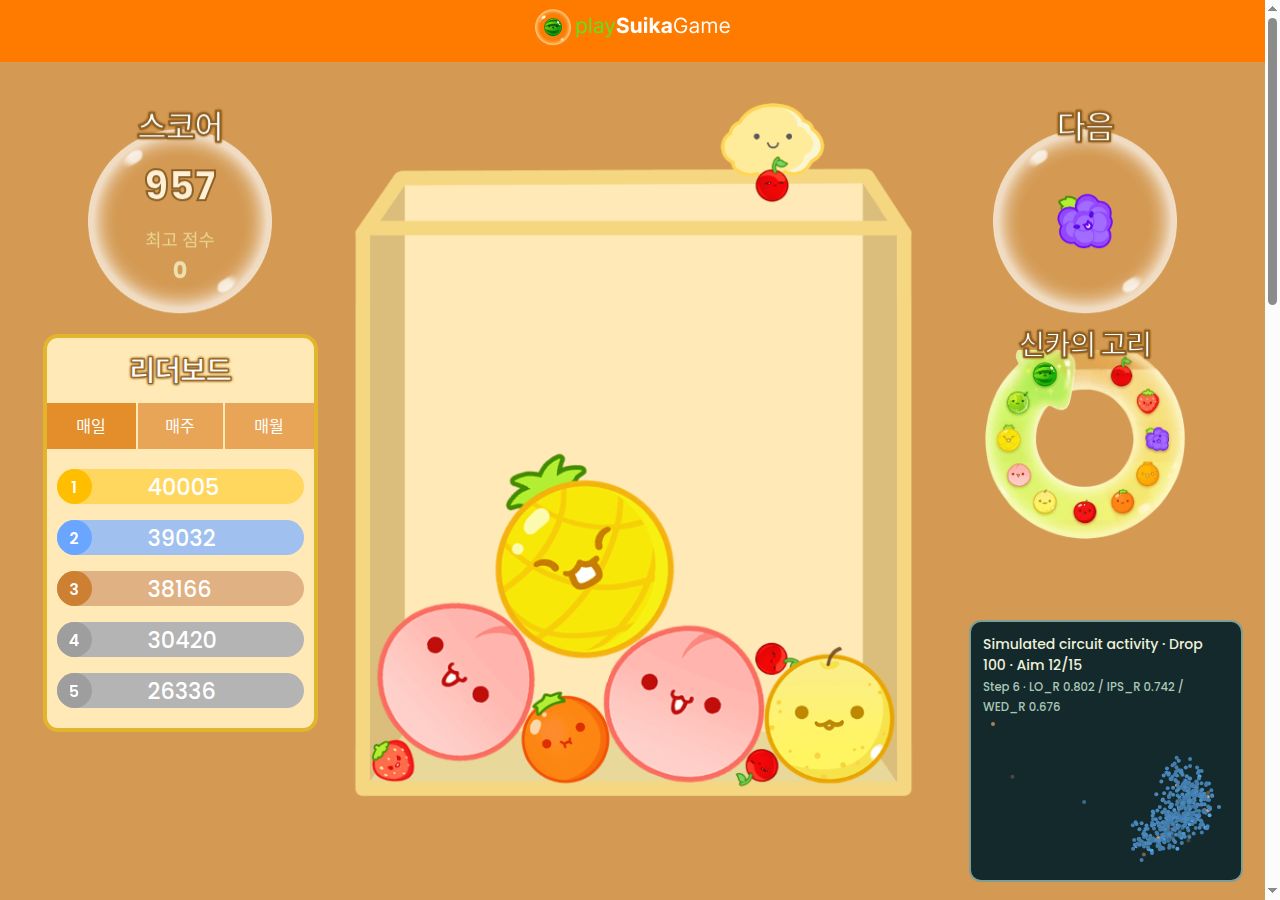 playSuikaGame
스코어
957
최고 점수
0
리더보드
매일 매주 매월
1 40005
2 39032
3 38166
4 30420
5 26336
다음
신카의 고리
Simulated circuit activity · Drop
100 · Aim 12/15
Step 6 · LO_R 0.802 / IPS_R 0.742 /
WED_R 0.676